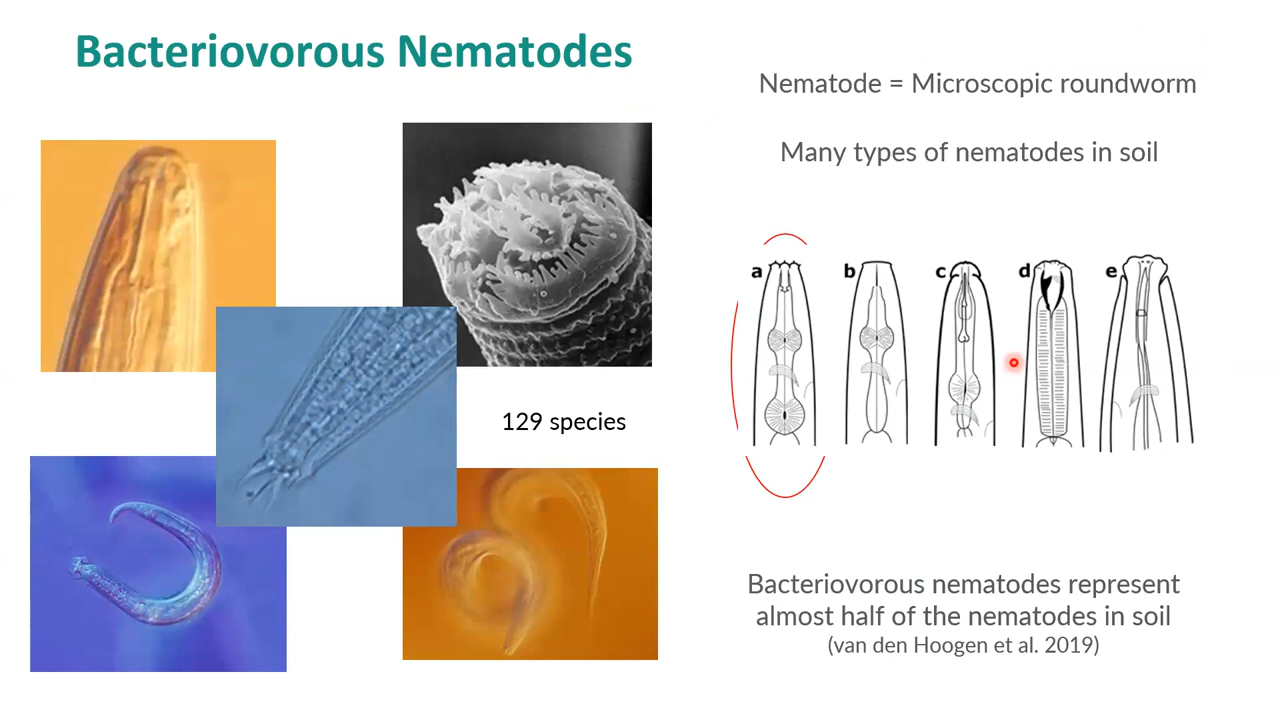 Bacteriovorous Nematodes
Nematode = Microscopic roundworm
Many types of nematodes in soil
a b c d e
129 species
Bacteriovorous nematodes represent
almost half of the nematodes in soil
(van den Hoogen et al. 2019)